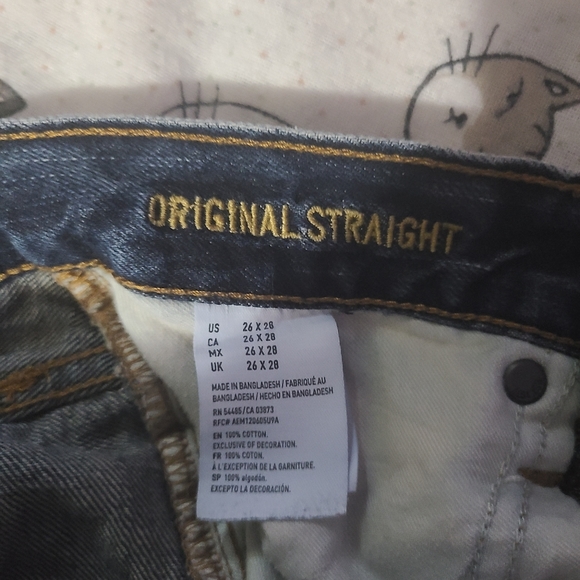 ORIGINAL STRAIGHT
US 26 X 28
CA 26 X 28
MX 26 X 28
UK 26 X 28
MADE IN BANGLADESH / FABRIQUÉ AU
BANGLADESH / HECHO EN BANGLADESH
RN 54485/CA 03873
RFC# AEM120605U9A
EN 100% COTTON.
EXCLUSIVE OF DECORATION.
FR 100% COTON.
À L'EXCEPTION DE LA GARNITURE.
SP 100% algodón.
EXCEPTO LA DECORACIÓN.